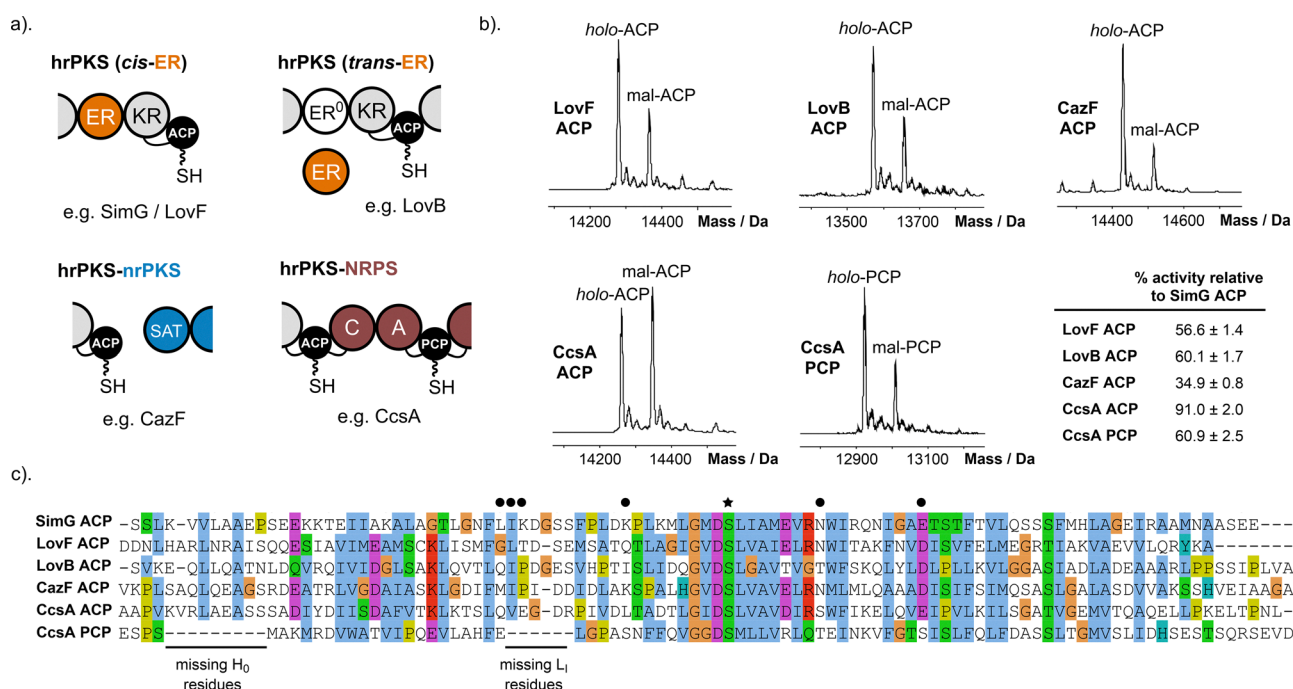 a).
hrPKS (cis-ER)
ER
KR
ACP
SH
e.g. SimG / LovF
hrPKS (trans-ER)
ER⁰
KR
ACP
ER
SH
e.g. LovB
hrPKS-nrPKS
ACP
SAT
SH
e.g. CazF
hrPKS-NRPS
ACP
C
A
PCP
SH
SH
e.g. CcsA
b).
holo-ACP
mal-ACP
LovF
ACP
14200
14400
Mass / Da
holo-ACP
mal-ACP
LovB
ACP
13500
13700
Mass / Da
holo-ACP
mal-ACP
CazF
ACP
14400
14600
Mass / Da
mal-ACP
holo-ACP
CcsA
ACP
14200
14400
Mass / Da
holo-PCP
mal-PCP
CcsA
PCP
12900
13100
Mass / Da
% activity relative
to SimG ACP
LovF ACP 56.6 ± 1.4
LovB ACP 60.1 ± 1.7
CazF ACP 34.9 ± 0.8
CcsA ACP 91.0 ± 2.0
CcsA PCP 60.9 ± 2.5
c).
SimG ACP -SSLK-VVLAAEPSEEKKTEIIAKALAGTLGNFLIKDGSSFPLDKPLKMLGMDSLIAMEVRNWIRQNIGAETSTFTVLQSSSFMHLAGEIRAAMNAASEE---
LovF ACP DDNLHARLNRAISQQESIAVIMEAMSCKLISMFGLTD-SEMSATQTLAGIGVDSLVAIELRNWITAKFNVDISVFELMEGRTIAKVAEVVLQRYKA-------
LovB ACP -SVKE-QLLQATNLDQVRQIVIDGLSAKLQVTLQIPDGESVHPTISLIDQGVDSLGAVTVGTWFSKQLYLDLPLLKVLGGASIADLADEAAARLPPSSIPLVA
CazF ACP VKPLSAQLQEAGSRDEATRLVGDAIASKLIDIFMIPI-DDLAKSPALHGVDSLVAVELRNMLMLQAAADISIFSIMQSASLAALSDVVAKSSHVEIAAGA
CcsA ACP AAPVKVRLAEASSSADIYDIISDAFVTKLKTSLQVEG-DRPIVDLTADTLGIDSLVAVDIRSWFIKELQVEIPVLKILSGATVGEMVTQAQELLPKELTPNL-
CcsA PCP ESPS---------MAKMRDVWATVIPQEVLAHFE------LGPASNFFQVGGDSMLLVRLQTEINKVFGTSISLFQLFDASSLTGMVSLIDHSESTSQRSEVD
missing H₀
residues
missing Lᵢ
residues